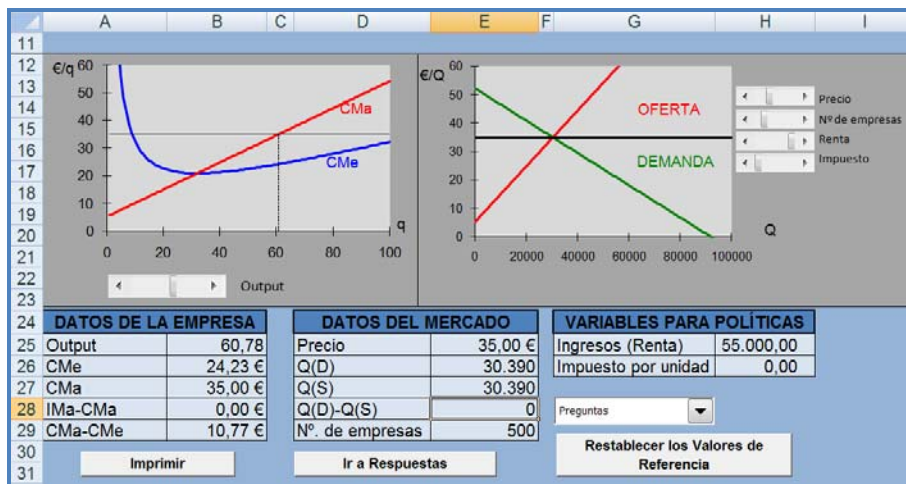 A B C D E F G H I
11
12
13
14
15
16
17
18
19
20
21
22
23
24
25
26
27
28
29
30
31
€/q
60
50
40
30
20
10
0
0 20 40 60 80 100
q
CMa
CMe
Output
€/Q
60
50
40
30
20
10
0
0 20000 40000 60000 80000 100000
Q
OFERTA
DEMANDA
Precio
Nº de empresas
Renta
Impuesto
DATOS DE LA EMPRESA
Output 60,78
CMe 24,23 €
CMa 35,00 €
IMa-CMa 0,00 €
CMa-CMe 10,77 €
DATOS DEL MERCADO
Precio 35,00 €
Q(D) 30.390
Q(S) 30.390
Q(D)-Q(S) 0
Nº. de empresas 500
VARIABLES PARA POLÍTICAS
Ingresos (Renta) 55.000,00
Impuesto por unidad 0,00
Preguntas
Restablecer los Valores de
Referencia
Imprimir
Ir a Respuestas